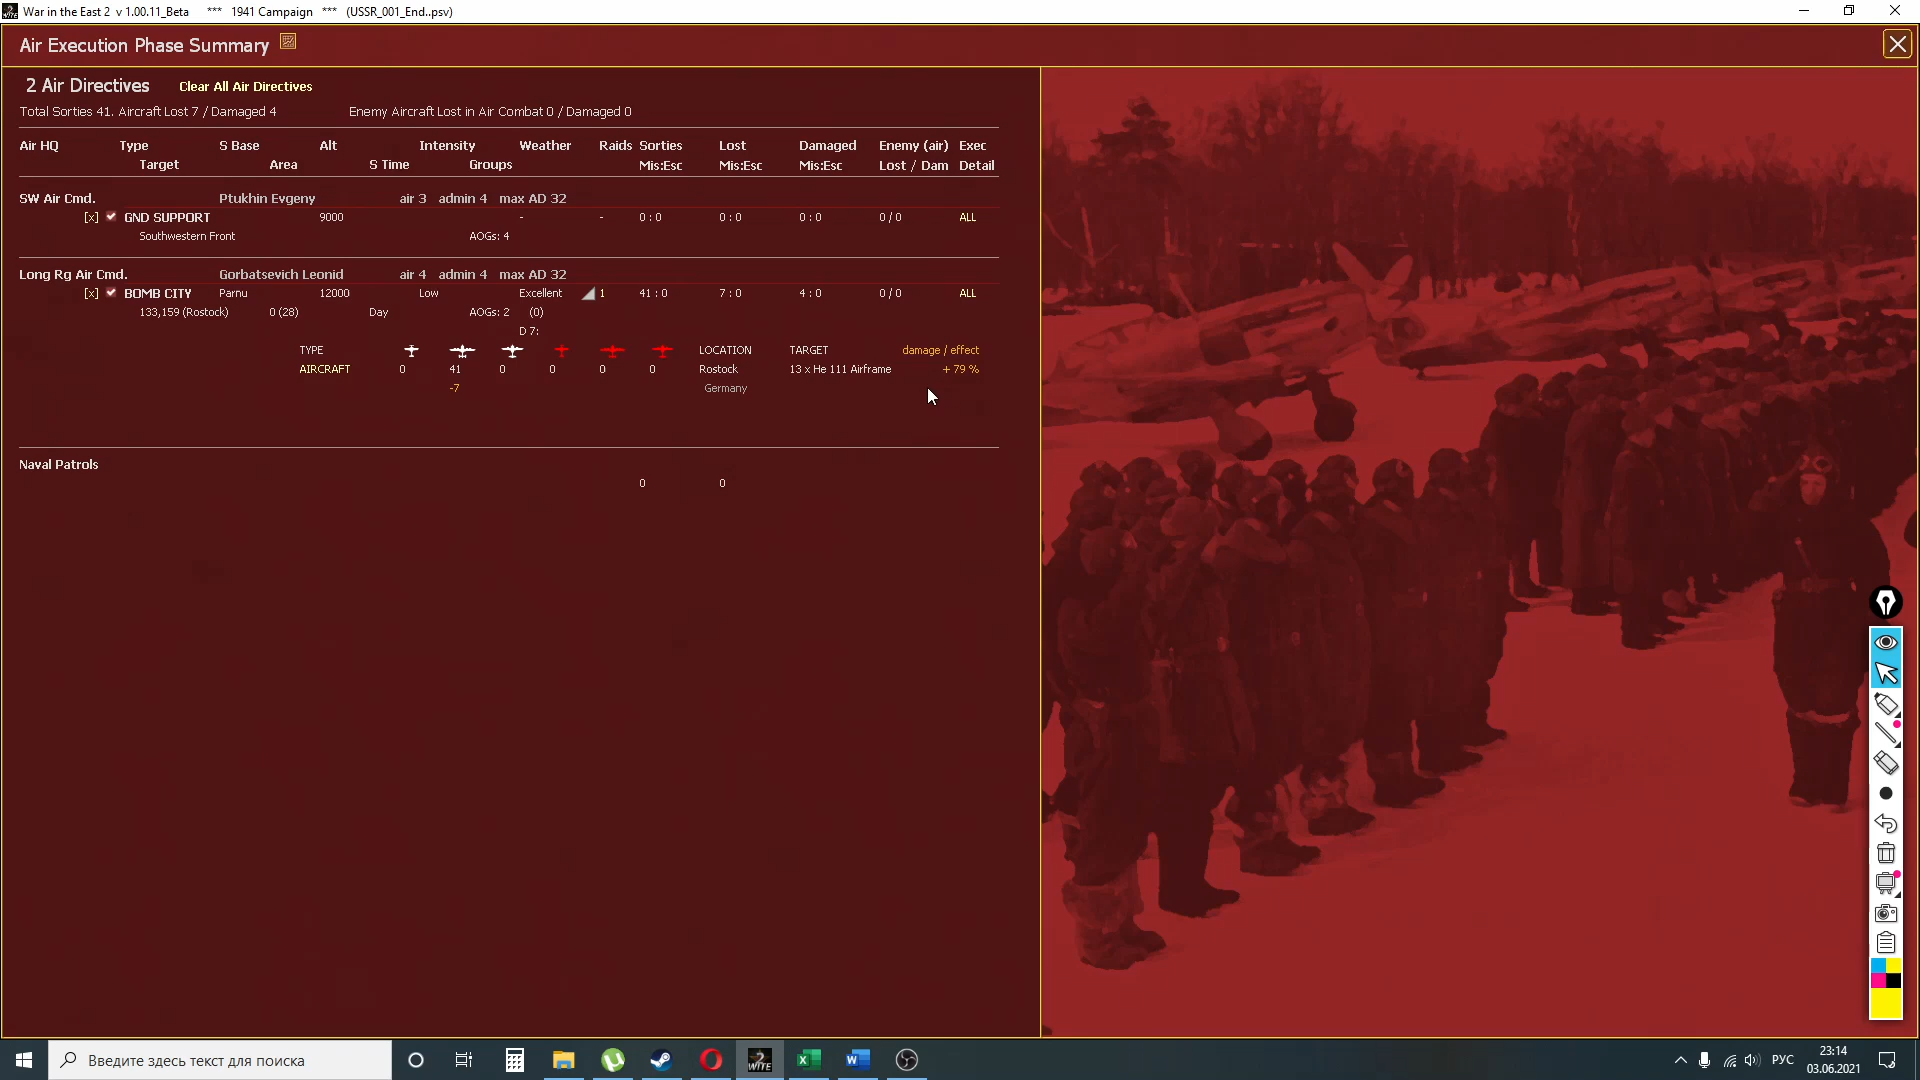 War in the East 2 v 1.00.11_Beta *** 1941 Campaign *** (USSR_001_End..psv)
Air Execution Phase Summary
2 Air Directives Clear All Air Directives
Total Sorties 41. Aircraft Lost 7 / Damaged 4 Enemy Aircraft Lost in Air Combat 0 / Damaged 0
Air HQ Type S Base Alt Intensity Weather Raids Sorties Lost Damaged Enemy (air) Exec
Target Area S Time Groups Mis:Esc Mis:Esc Mis:Esc Lost / Dam Detail
SW Air Cmd. Ptukhin Evgeny air 3 admin 4 max AD 32
[x] GND SUPPORT 9000 - - 0 : 0 0 : 0 0 : 0 0 / 0 ALL
Southwestern Front AOGs: 4
Long Rg Air Cmd. Gorbatsevich Leonid air 4 admin 4 max AD 32
[x] BOMB CITY Parnu 12000 Low Excellent 1 41 : 0 7 : 0 4 : 0 0 / 0 ALL
133,159 (Rostock) 0 (28) Day AOGs: 2 (0)
D 7:
TYPE LOCATION TARGET damage / effect
AIRCRAFT 0 41 0 0 0 0 Rostock 13 x He 111 Airframe + 79 %
-7 Germany
Naval Patrols
0 0
Введите здесь текст для поиска
2
WITE
РУС
23:14
03.06.2021